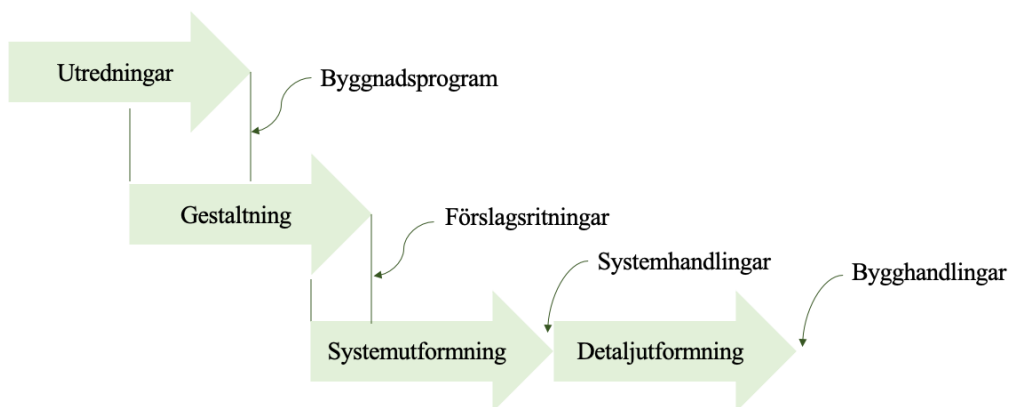 Utredningar
Byggnadsprogram
Gestaltning
Förslagsritningar
Systemhandlingar
Bygghandlingar
Systemutformning
Detaljutformning